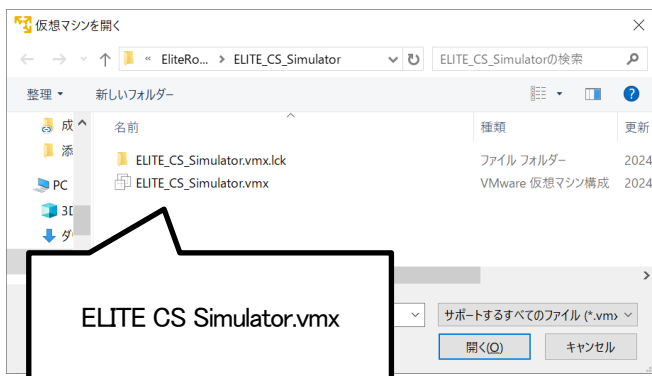 仮想マシンを開く
« EliteRo... > ELITE_CS_Simulator
ELITE_CS_Simulatorの検索
整理
新しいフォルダー
名前
種類
更新
成
添
PC
3D
ダ
ELITE_CS_Simulator.vmx.lck
ファイル フォルダー
2024
ELITE_CS_Simulator.vmx
VMware 仮想マシン構成
2024
ELITE CS Simulator.vmx
サポートするすべてのファイル (*.vmx
開く(O)
キャンセル